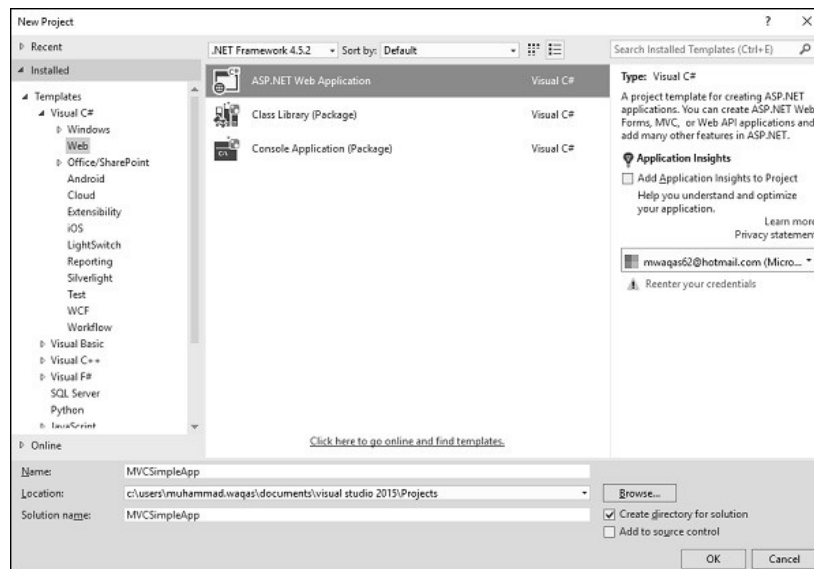 New Project
? X
Recent
Installed
Templates
Visual C#
Windows
Web
Office/SharePoint
Android
Cloud
Extensibility
iOS
LightSwitch
Reporting
Silverlight
Test
WCF
Workflow
Visual Basic
Visual C++
Visual F#
SQL Server
Python
JavaScript
Online
.NET Framework 4.5.2 Sort by: Default
ASP.NET Web Application Visual C#
Class Library (Package) Visual C#
Console Application (Package) Visual C#
Click here to go online and find templates.
Search Installed Templates (Ctrl+E)
Type: Visual C#
A project template for creating ASP.NET
applications. You can create ASP.NET Web
Forms, MVC, or Web API applications and
add many other features in ASP.NET.
Application Insights
Add Application Insights to Project
Help you understand and optimize
your application.
Learn more
Privacy statement
mwaqas62@hotmail.com (Micro...
Reenter your credentials
Name: MVCSimpleApp
Location: c:\users\muhammad.waqas\documents\visual studio 2015\Projects
Browse...
Solution name: MVCSimpleApp
Create directory for solution
Add to source control
OK Cancel